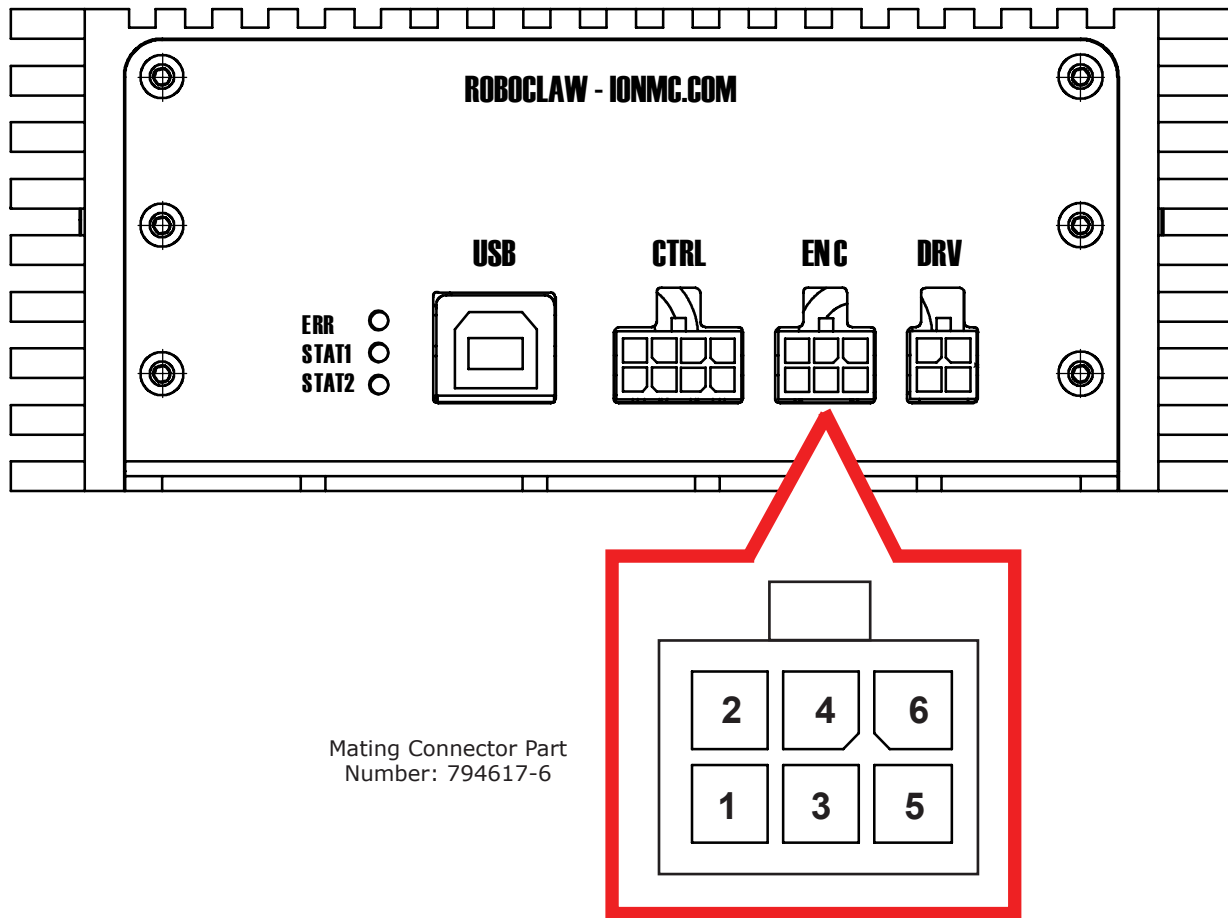 ROBOCLAW - IONMC.COM
USB
CTRL
ENC
DRV
ERR
STAT1
STAT2
2 4 6
1 3 5
Mating Connector Part
Number: 794617-6